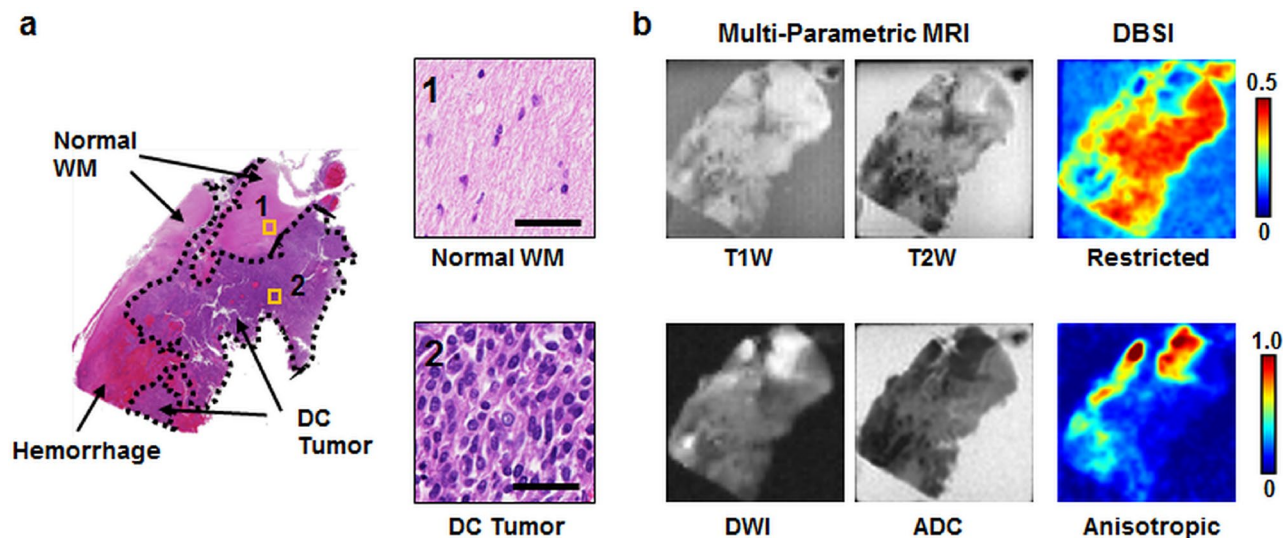 a
Normal
WM
1
2
Hemorrhage
DC
Tumor
1
Normal WM
2
DC Tumor
b
Multi-Parametric MRI
DBSI
T1W
T2W
Restricted
0.5
0
DWI
ADC
Anisotropic
1.0
0